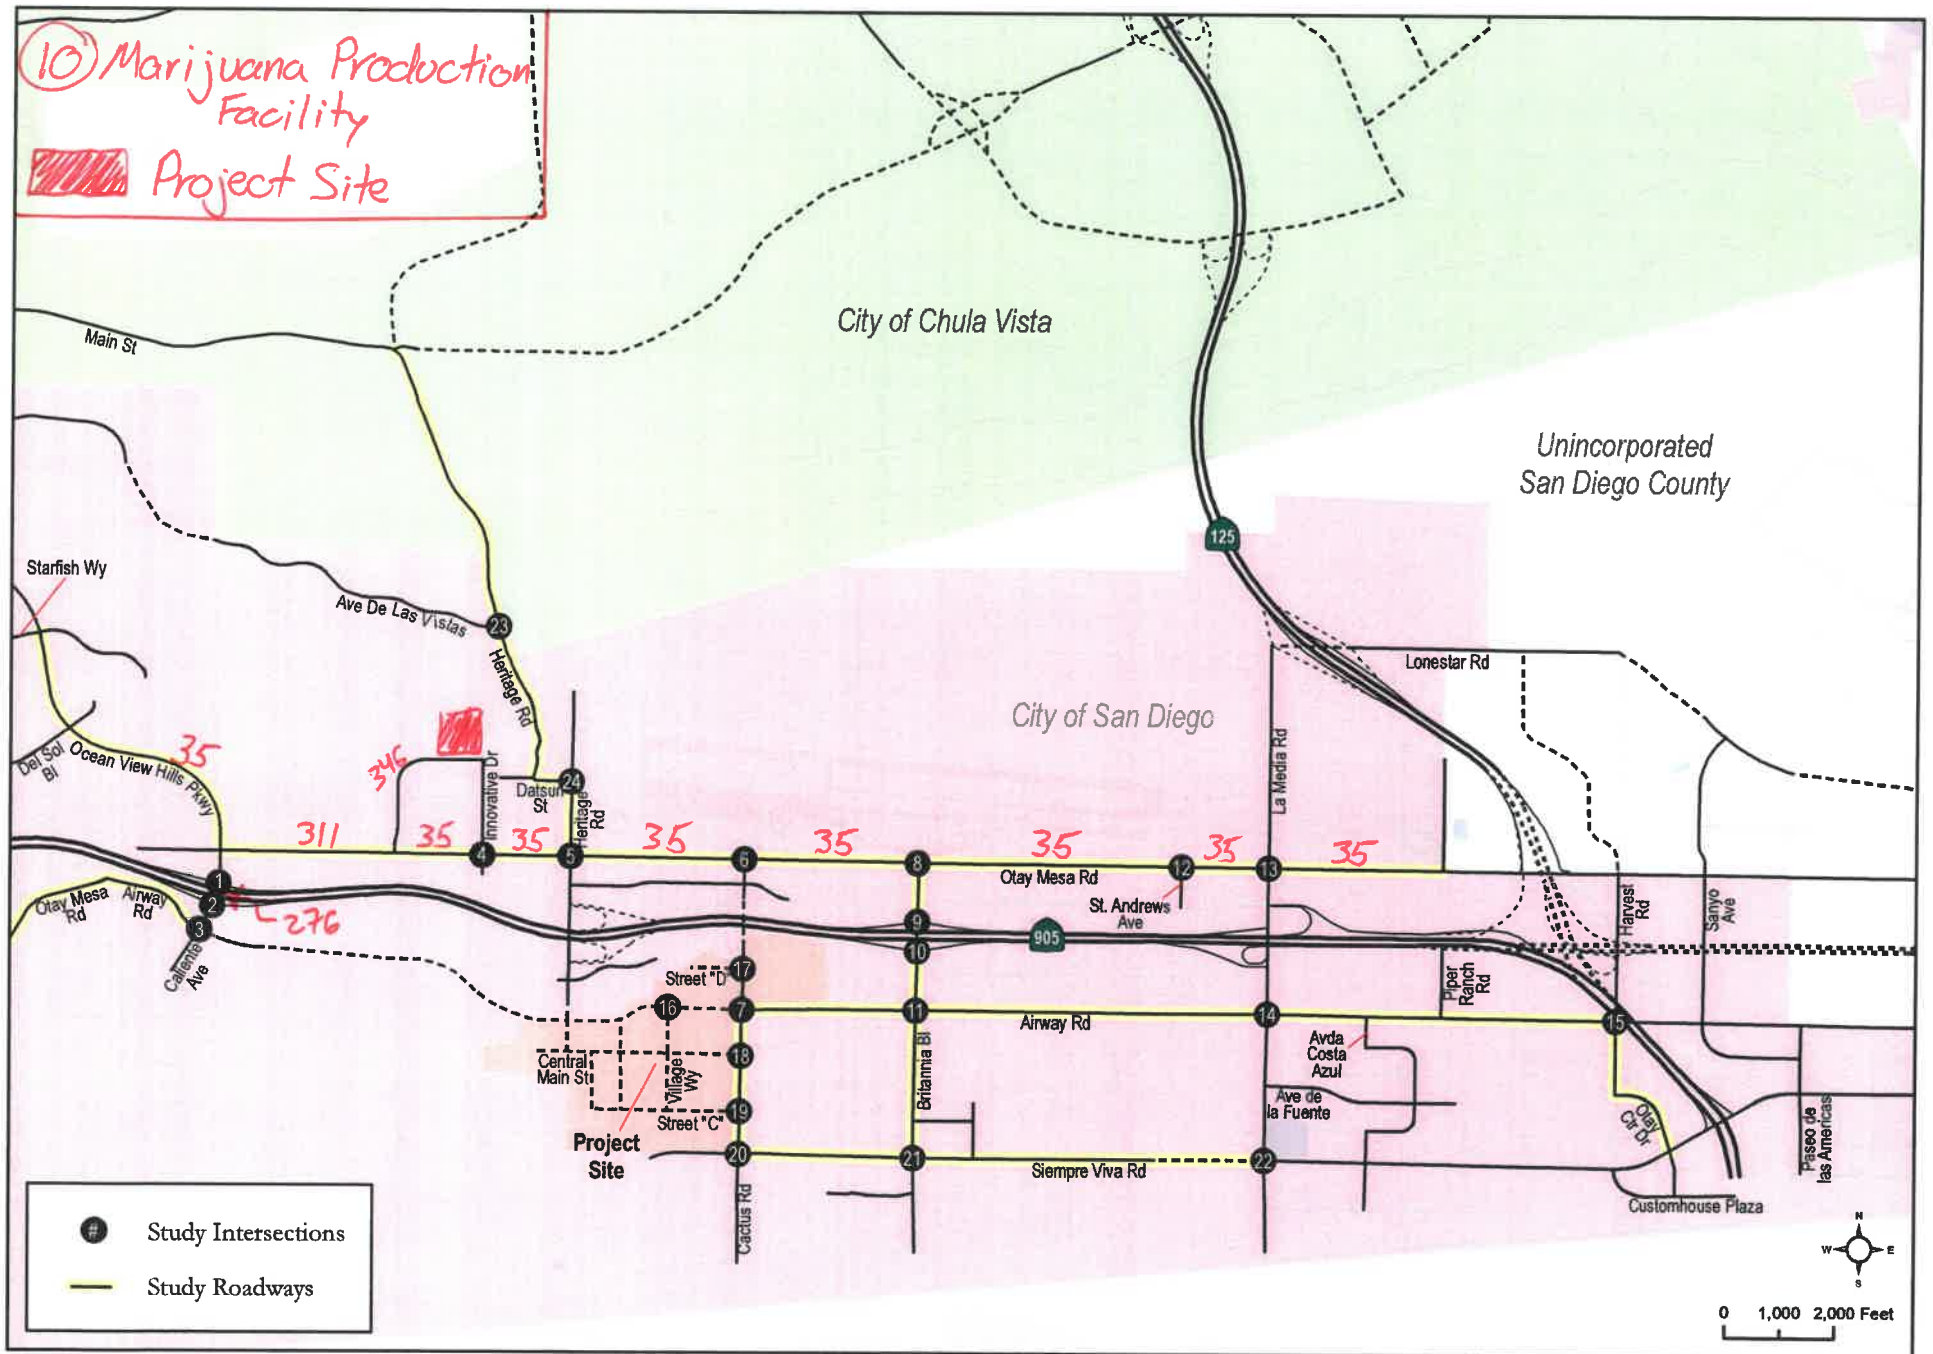 10 Marijuana Production
Facility
Project Site
City of Chula Vista
Main St
Unincorporated
San Diego County
125
Starfish Wy
Ave De Las Vistas
23
Heritage Rd
Lonestar Rd
City of San Diego
La Media Rd
Del Sol
Bl
Ocean View Hills Pkwy
35
346
Innovative Dr
24
Datsun
St
Heritage
Rd
311
35
35
35
35
35
35
35
4
5
6
8
12
13
Otay Mesa Rd
St. Andrews
Ave
1
2
3
276
Otay Mesa
Rd
Airway
Rd
Caliente
Ave
9
10
905
Harvest
Rd
Sanyo
Ave
Piper
Ranch
Rd
17
Street "D"
16
7
11
Airway Rd
14
15
18
Central
Main St
Village
Wy
Britannia Bl
Avda
Costa
Azul
Ave de
la Fuente
19
Street "C"
Otay
Ctr Dr
Paseo de
las Americas
Project
Site
20
21
Siempre Viva Rd
22
Cactus Rd
Customhouse Plaza
# Study Intersections
Study Roadways
N
W E
S
0 1,000 2,000 Feet